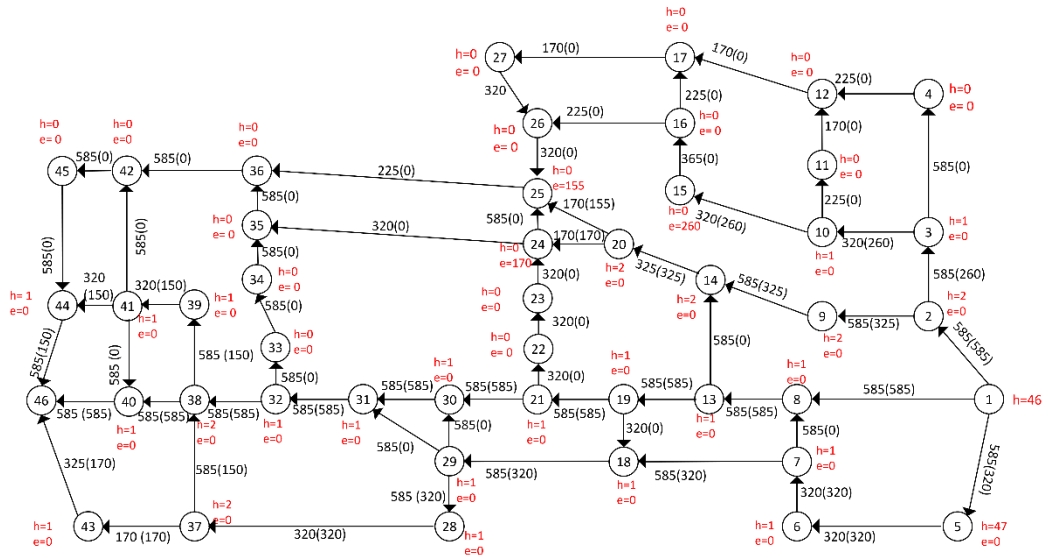 h=0
e= 0
17
h=0
e= 0
27
170(0)
170(0)
h=0
e= 0
12
225(0)
4
h=0
e= 0
320
225(0)
h=0
e= 0
26
225(0)
16
h=0
e= 0
170(0)
320(0)
365(0)
11
h=0
e= 0
585(0)
h=0
e= 0
45
585(0)
h=0
e= 0
42
585(0)
h=0
e= 0
36
225(0)
h=0
e=155
25
170(155)
15
h=0
e=260
320(260)
225(0)
585(0)
585(0)
585(0)
h=0
e= 0
35
320(0)
585(0)
24
170(170)
20
h=0
e=170
h=2
e=0
10
h=1
e=0
320(260)
3
h=1
e=0
585(0)
34
h=0
e=0
320(0)
325(325)
14
h=2
e=0
585(325)
585(260)
h= 1
e=0
44
320
(150)
41
h=1
e=0
320(150)
39
h=1
e= 0
585(0)
h=0
e=0
23
9
h=2
e=0
585(325)
2
h=2
e=0
585(150)
585 (0)
585 (150)
33
h=0
e=0
320(0)
h=0
e= 0
22
585(0)
585(585)
585(0)
320(0)
46
585 (585)
40
h=1
e=0
585(585)
38
h=2
e=0
585(585)
32
h=1
e=0
585(585)
31
h=1
e=0
585(585)
h=1
e=0
30
585(585)
21
h=1
e=0
585(585)
h=1
e=0
19
585(585)
13
h=1
e=0
585(585)
h=1
e=0
8
585(585)
1
h=46
585(0)
585(0)
320(0)
585(0)
325(170)
585(150)
29
h=1
e=0
585(320)
18
h=1
e=0
585(320)
7
h=1
e=0
585(320)
585 (320)
320(320)
h=1
e=0
43
170 (170)
37
h=2
e=0
320(320)
28
h=1
e=0
h=1
e=0
6
320(320)
5
h=47
e=0